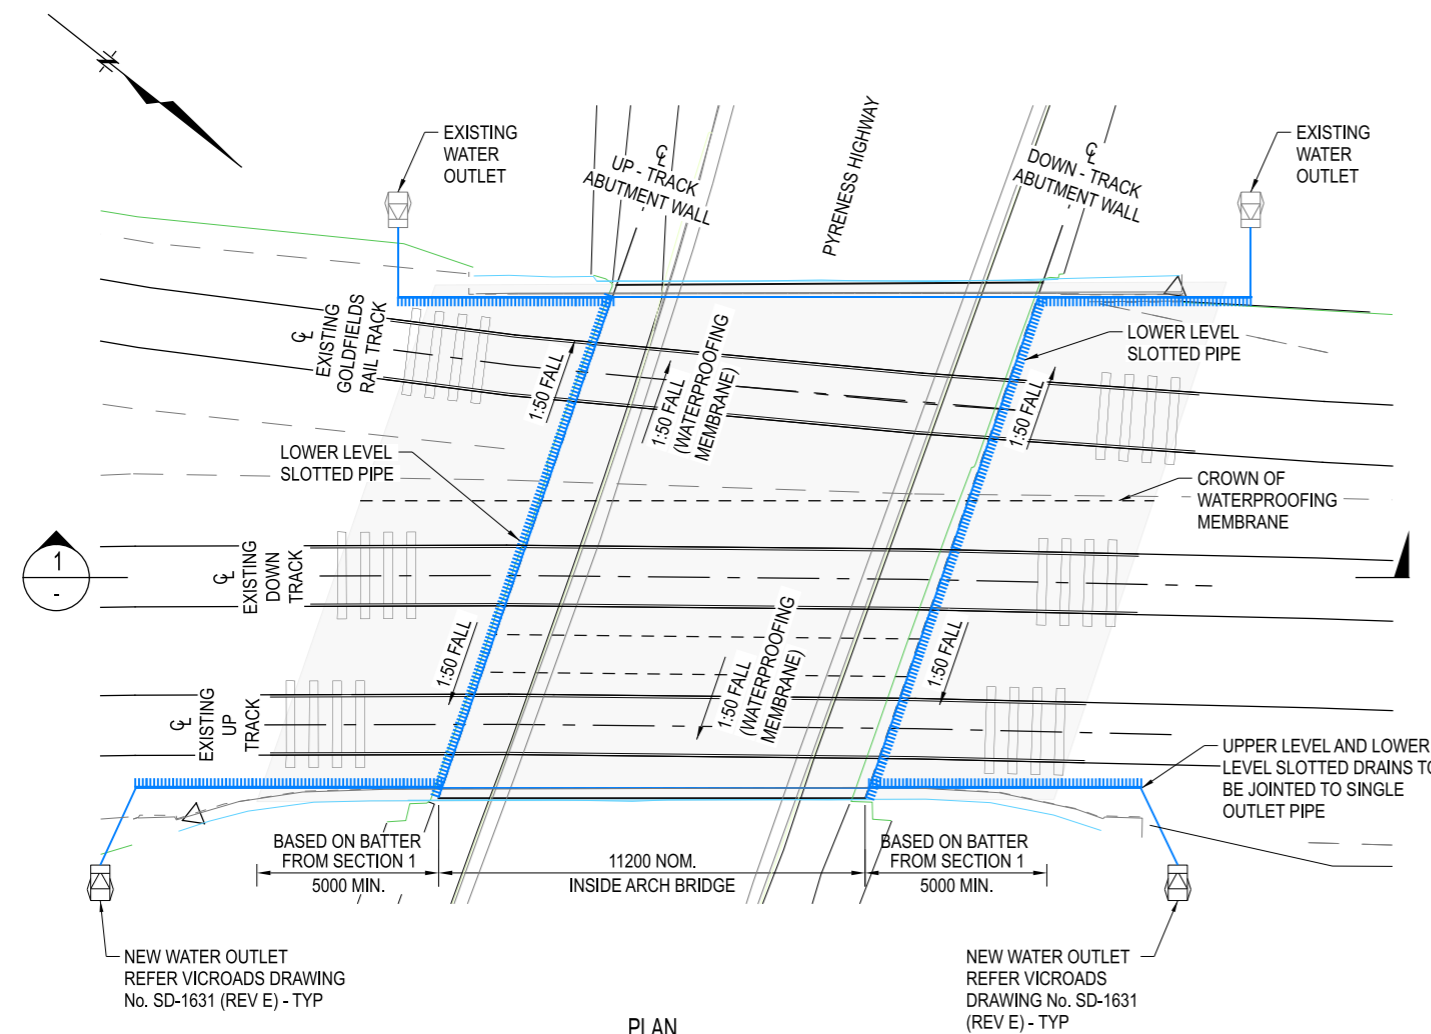 N
EXISTING
WATER
OUTLET
℄
UP - TRACK
ABUTMENT WALL
PYRENESS HIGHWAY
℄
DOWN - TRACK
ABUTMENT WALL
EXISTING
WATER
OUTLET
℄
EXISTING
GOLDFIELDS
RAIL TRACK
1:50 FALL
1:50 FALL
(WATERPROOFING
MEMBRANE)
LOWER LEVEL
SLOTTED PIPE
1:50 FALL
LOWER LEVEL
SLOTTED PIPE
CROWN OF
WATERPROOFING
MEMBRANE
1
-
℄
EXISTING
DOWN
TRACK
1:50 FALL
1:50 FALL
(WATERPROOFING
MEMBRANE)
1:50 FALL
℄
EXISTING
UP
TRACK
UPPER LEVEL AND LOWER
LEVEL SLOTTED DRAINS TO
BE JOINTED TO SINGLE
OUTLET PIPE
BASED ON BATTER
FROM SECTION 1
5000 MIN.
11200 NOM.
INSIDE ARCH BRIDGE
BASED ON BATTER
FROM SECTION 1
5000 MIN.
NEW WATER OUTLET
REFER VICROADS DRAWING
No. SD-1631 (REV E) - TYP
NEW WATER OUTLET
REFER VICROADS
DRAWING No. SD-1631
(REV E) - TYP
PLAN